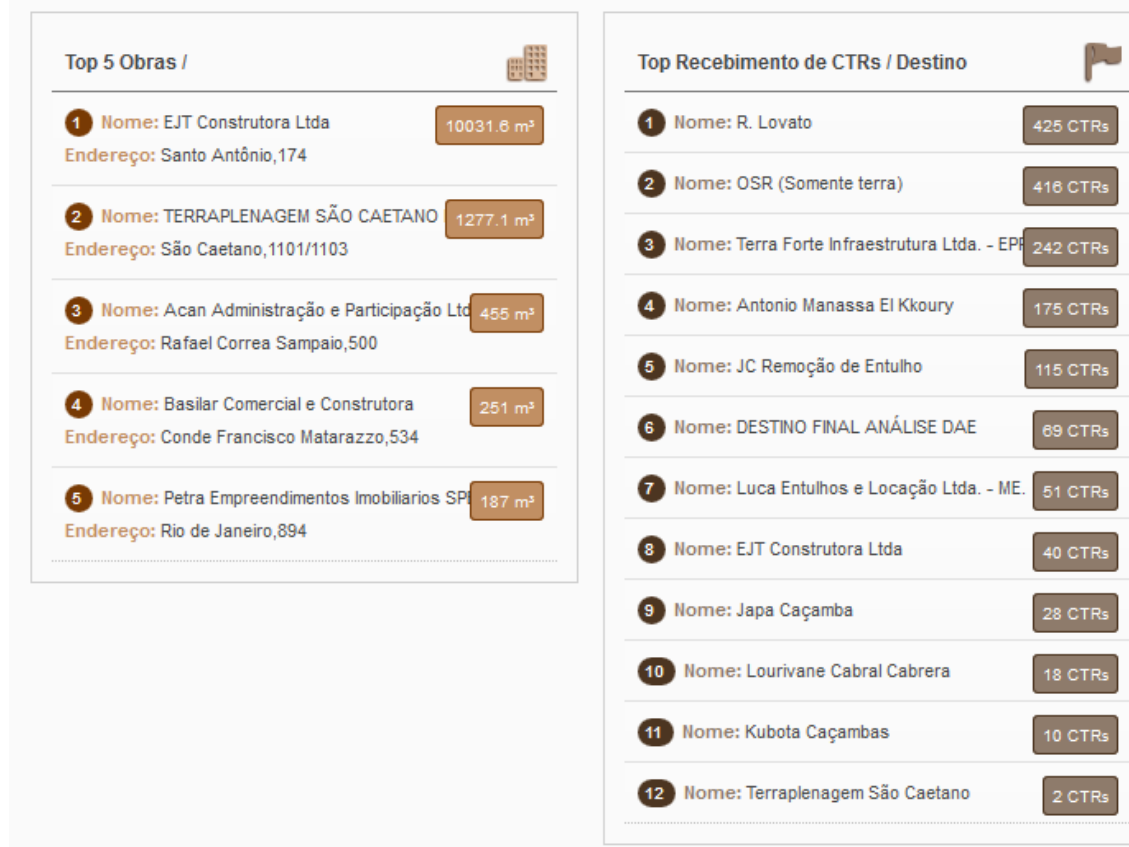 Top 5 Obras /
1 Nome: EJT Construtora Ltda 10031.6 m³
Endereço: Santo Antônio,174
2 Nome: TERRAPLENAGEM SÃO CAETANO 1277.1 m³
Endereço: São Caetano,1101/1103
3 Nome: Acan Administração e Participação 455 m³
Endereço: Rafael Correa Sampaio,500
4 Nome: Basilar Comercial e Construtora 251 m³
Endereço: Conde Francisco Matarazzo,534
5 Nome: Petra Empreendimentos Imobiliarios 187 m³
Endereço: Rio de Janeiro,894
Top Recebimento de CTRs / Destino
1 Nome: R. Lovato 425 CTRs
2 Nome: OSR (Somente terra) 416 CTRs
3 Nome: Terra Forte Infraestrutura Ltda. - 242 CTRs
4 Nome: Antonio Manassa El Kkoury 175 CTRs
5 Nome: JC Remoção de Entulho 115 CTRs
6 Nome: DESTINO FINAL ANÁLISE DAE 69 CTRs
7 Nome: Luca Entulhos e Locação Ltda. - ME. 51 CTRs
8 Nome: EJT Construtora Ltda 40 CTRs
9 Nome: Japa Caçamba 28 CTRs
10 Nome: Lourivane Cabral Cabrera 18 CTRs
11 Nome: Kubota Caçambas 10 CTRs
12 Nome: Terraplenagem São Caetano 2 CTRs